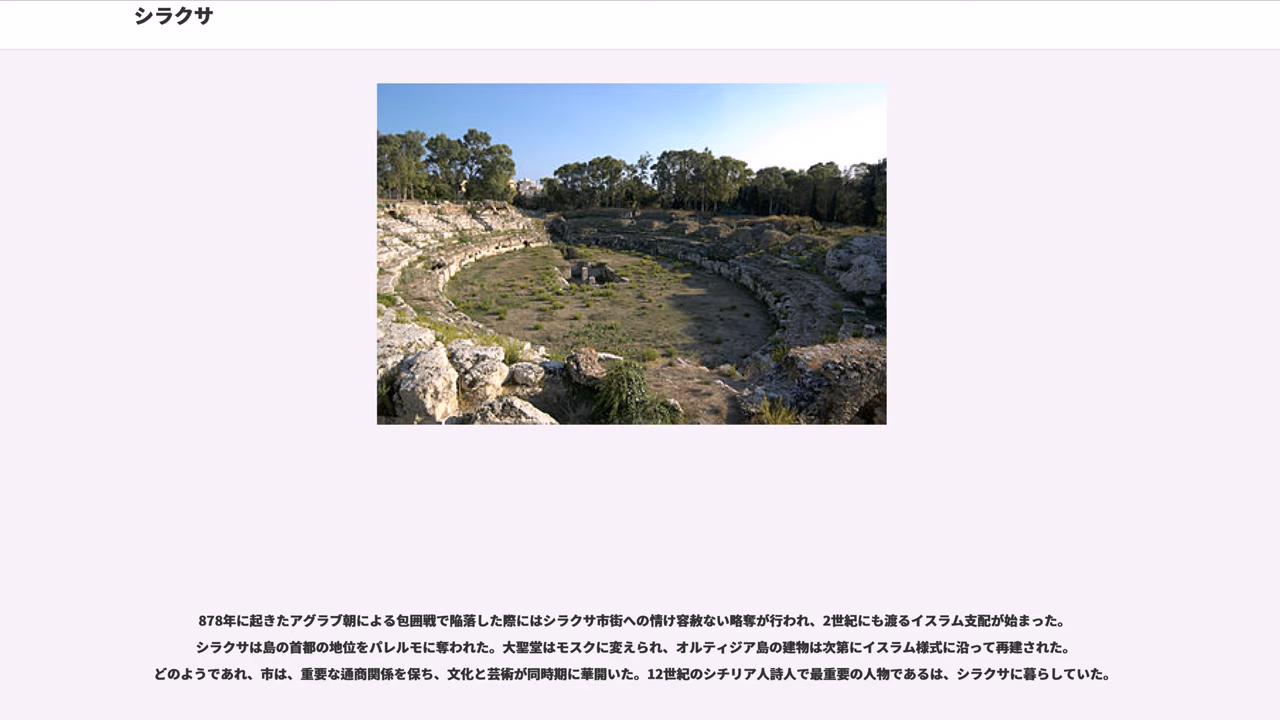 シラクサ
878年に起きたアグラブ朝による包囲戦で陥落した際にはシラクサ市街への情け容赦ない略奪が行われ、2世紀にも渡るイスラム支配が始まった。
シラクサは島の首都の地位をパレルモに奪われた。大聖堂はモスクに変えられ、オルティジア島の建物は次第にイスラム様式に沿って再建された。
どのようであれ、市は、重要な通商関係を保ち、文化と芸術が同時期に華開いた。12世紀のシチリア人詩人で最重要の人物であるは、シラクサに暮らしていた。